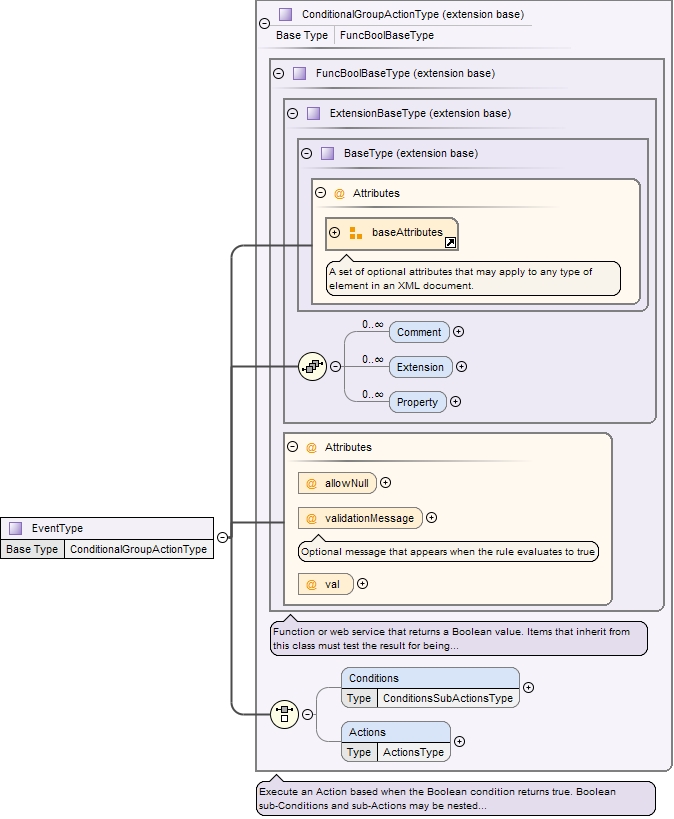 ConditionalGroupActionType (extension base)
Base Type FuncBoolBaseType
FuncBoolBaseType (extension base)
ExtensionBaseType (extension base)
BaseType (extension base)
@ Attributes
baseAttributes
A set of optional attributes that may apply to any type of
element in an XML document.
0..∞
Comment
0..∞
Extension
0..∞
Property
@ Attributes
@ allowNull
@ validationMessage
Optional message that appears when the rule evaluates to true
@ val
EventType
Base Type ConditionalGroupActionType
Function or web service that returns a Boolean value. Items that inherit from
this class must test the result for being...
Conditions
Type ConditionsSubActionsType
Actions
Type ActionsType
Execute an Action based when the Boolean condition returns true. Boolean
sub-Conditions and sub-Actions may be nested...